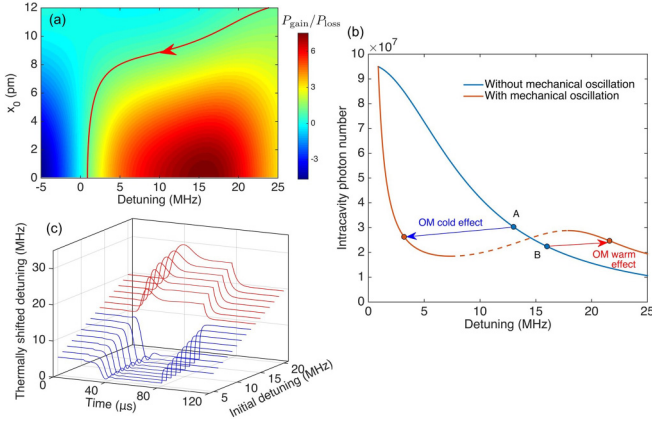 (a)
P_gain/P_loss
x_0 (pm)
12
10
8
6
4
2
0
-5
0
5
10
15
20
25
Detuning (MHz)
6
3
0
-3
(b)
×10^7
Intracavity photon number
10
9
8
7
6
5
4
3
2
1
0
0
5
10
15
20
25
Detuning (MHz)
Without mechanical oscillation
With mechanical oscillation
A
B
OM cold effect
OM warm
effect
(c)
Thermally shifted detuning (MHz)
30
20
10
0
0
40
80
120
Time (μs)
5
10
15
20
Initial detuning (MHz)